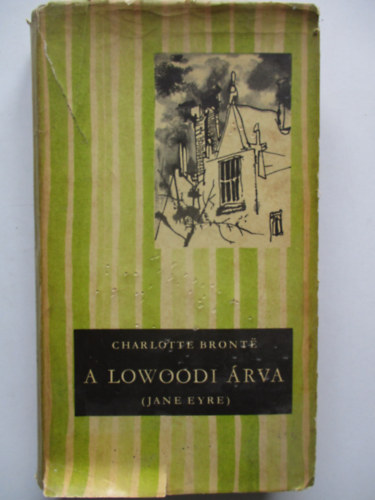 CHARLOTTE BRONTË
A LOWOODI ÁRVA
(JANE EYRE)